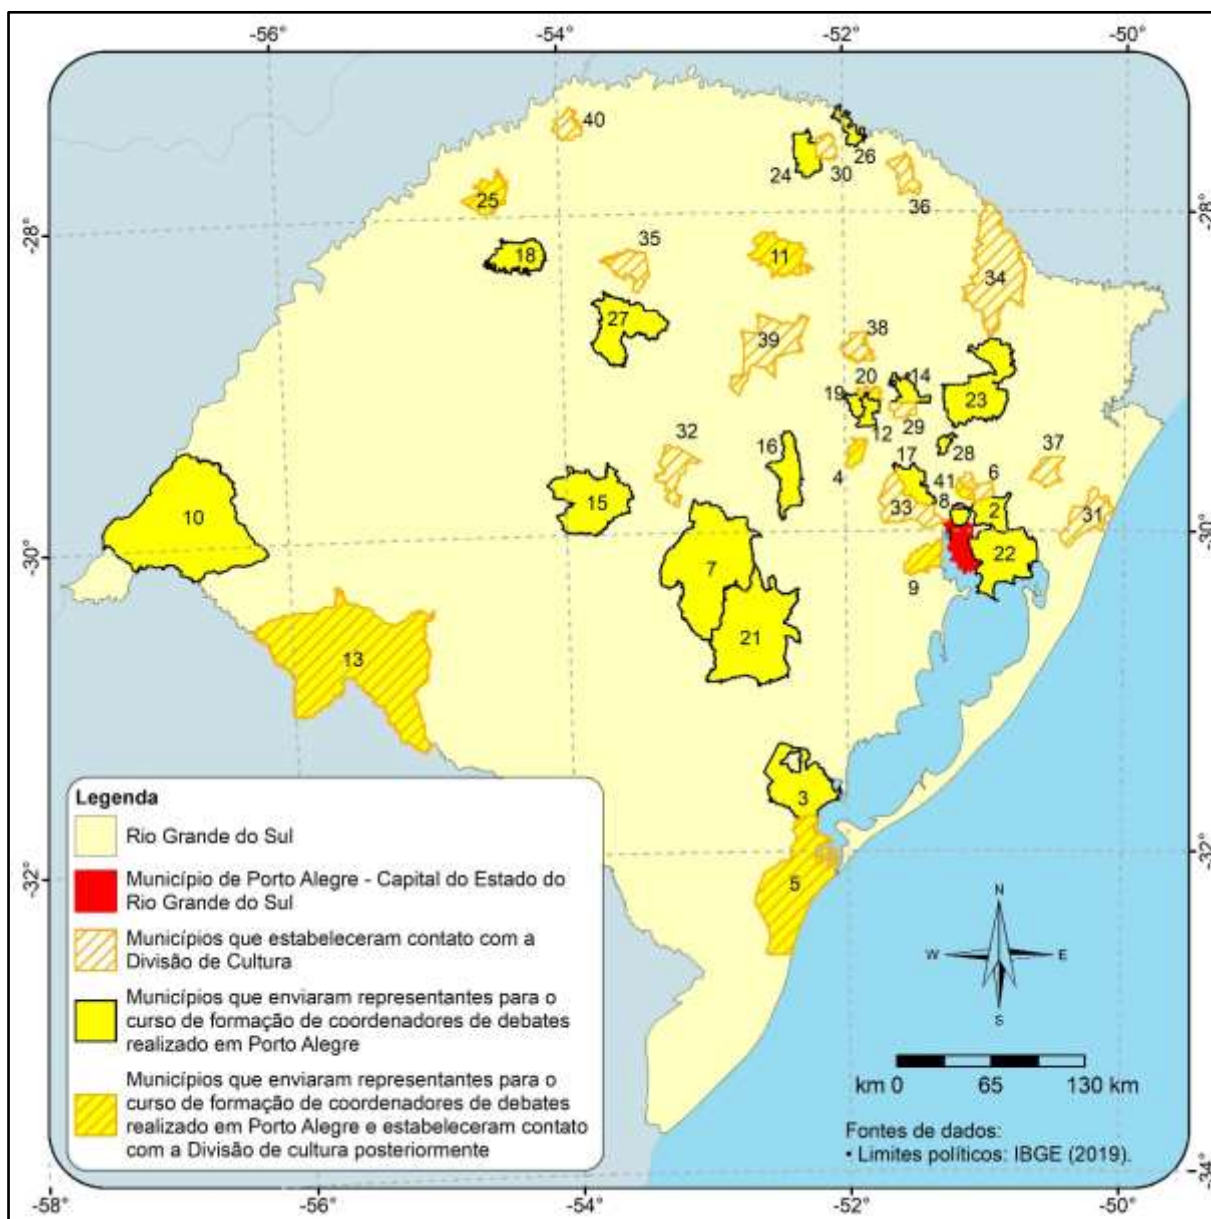 -56°
-54°
-52°
-50°
40
26
24
30
25
36
-28°
-28°
18
35
11
34
27
38
39
20
14
19
23
12
29
32
16
28
37
4
17
41
6
8
2
10
15
33
31
-30°
-30°
7
22
9
21
13
3
5
-32°
-32°
Legenda
Rio Grande do Sul
Município de Porto Alegre - Capital do Estado do
Rio Grande do Sul
Municípios que estabeleceram contato com a
Divisão de Cultura
Municípios que enviaram representantes para o
curso de formação de coordenadores de debates
realizado em Porto Alegre
Municípios que enviaram representantes para o
curso de formação de coordenadores de debates
realizado em Porto Alegre e estabeleceram contato
com a Divisão de cultura posteriormente
N
W
E
S
km 0 65 130 km
Fontes de dados:
• Limites políticos: IBGE (2019).
-34°
-58°
-56°
-54°
-52°
-50°